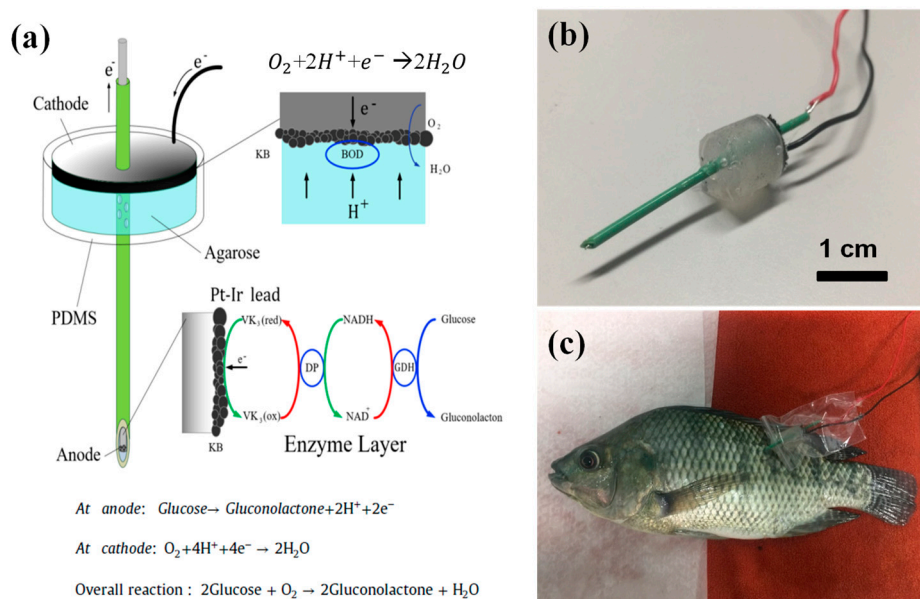 (a)
e⁻
Cathode
e⁻
O₂+2H⁺+e⁻ →2H₂O
e⁻
O₂
KB
BOD
H₂O
H⁺
Agarose
PDMS
Pt-Ir lead
VK₃(red)
NADH
Glucose
e⁻
DP
GDH
VK₃(ox)
NAD⁺
Gluconolacton
KB
Enzyme Layer
Anode
At anode: Glucose→ Gluconolactone+2H⁺+2e⁻
At cathode: O₂+4H⁺+4e⁻ → 2H₂O
Overall reaction : 2Glucose + O₂ → 2Gluconolactone + H₂O
(b)
1 cm
(c)